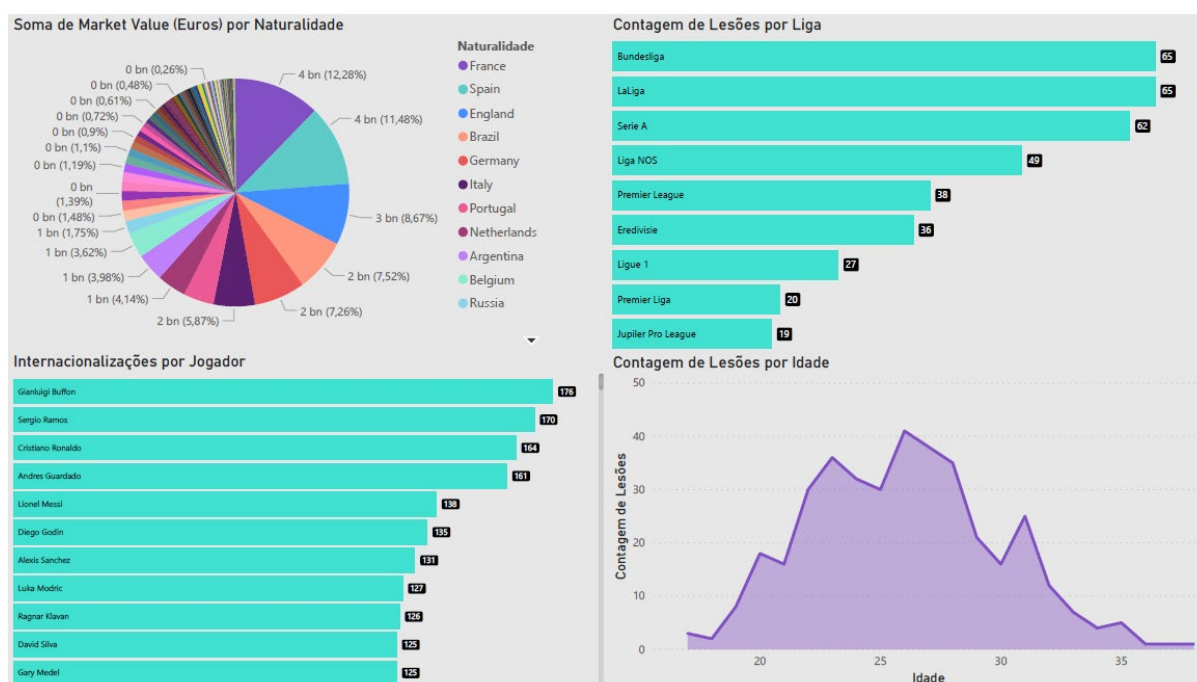 Soma de Market Value (Euros) por Naturalidade
0 bn (0,26%)
0 bn (0,48%)
0 bn (0,61%)
0 bn (0,72%)
0 bn (0,9%)
0 bn (1,1%)
0 bn (1,19%)
0 bn
(1,39%)
0 bn (1,48%)
1 bn (1,75%)
1 bn (3,62%)
1 bn (3,98%)
1 bn (4,14%)
2 bn (5,87%)
2 bn (7,26%)
2 bn (7,52%)
3 bn (8,67%)
4 bn (11,48%)
4 bn (12,28%)
Naturalidade
France
Spain
England
Brazil
Germany
Italy
Portugal
Netherlands
Argentina
Belgium
Russia
Contagem de Lesões por Liga
Bundesliga 65
LaLiga 65
Serie A 62
Liga NOS 49
Premier League 38
Eredivisie 36
Ligue 1 27
Premier Liga 20
Jupiler Pro League 19
Internacionalizações por Jogador
Gianluigi Buffon 176
Sergio Ramos 170
Cristiano Ronaldo 164
Andres Guardado 161
Lionel Messi 138
Diego Godin 135
Alexis Sanchez 131
Luka Modric 127
Ragnar Klavan 126
David Silva 125
Gary Medel 125
Contagem de Lesões por Idade
Contagem de Lesões
50
40
30
20
10
0
20 25 30 35
Idade